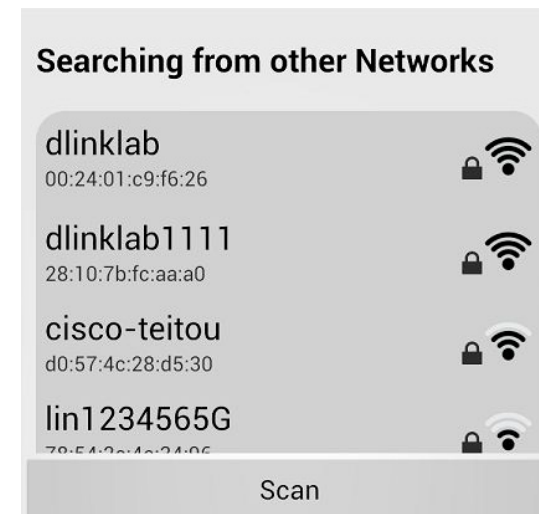 Searching from other Networks
dlinklab
00:24:01:c9:f6:26
dlinklab1111
28:10:7b:fc:aa:a0
cisco-teitou
d0:57:4c:28:d5:30
lin1234565G
Scan